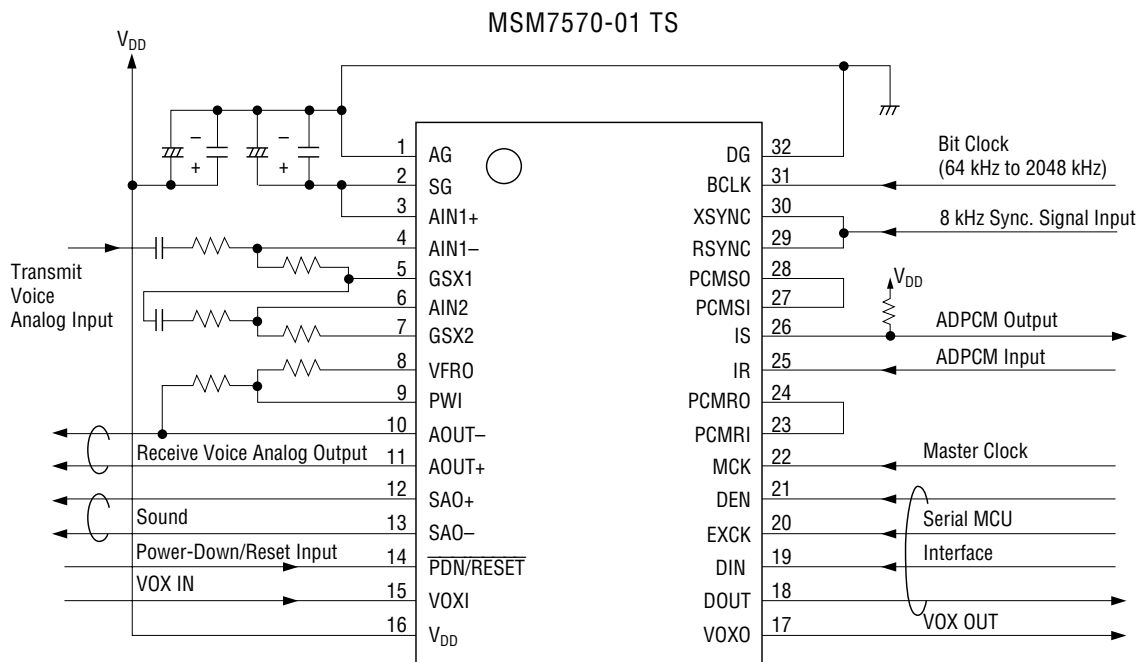 MSM7570-01 TS
VDD
1 AG
2 SG
3 AIN1+
4 AIN1–
5 GSX1
6 AIN2
7 GSX2
8 VFRO
9 PWI
10 AOUT–
11 AOUT+
12 SAO+
13 SAO–
14 PDN/RESET
15 VOXI
16 VDD
– + – +
Transmit
Voice
Analog Input
Receive Voice Analog Output
Sound
Power-Down/Reset Input
VOX IN
DG 32
BCLK 31
XSYNC 30
RSYNC 29
PCMSO 28
PCMSI 27
IS 26
IR 25
PCMRO 24
PCMRI 23
MCK 22
DEN 21
EXCK 20
DIN 19
DOUT 18
VOXO 17
Bit Clock
(64 kHz to 2048 kHz)
8 kHz Sync. Signal Input
VDD
ADPCM Output
ADPCM Input
Master Clock
Serial MCU
Interface
VOX OUT